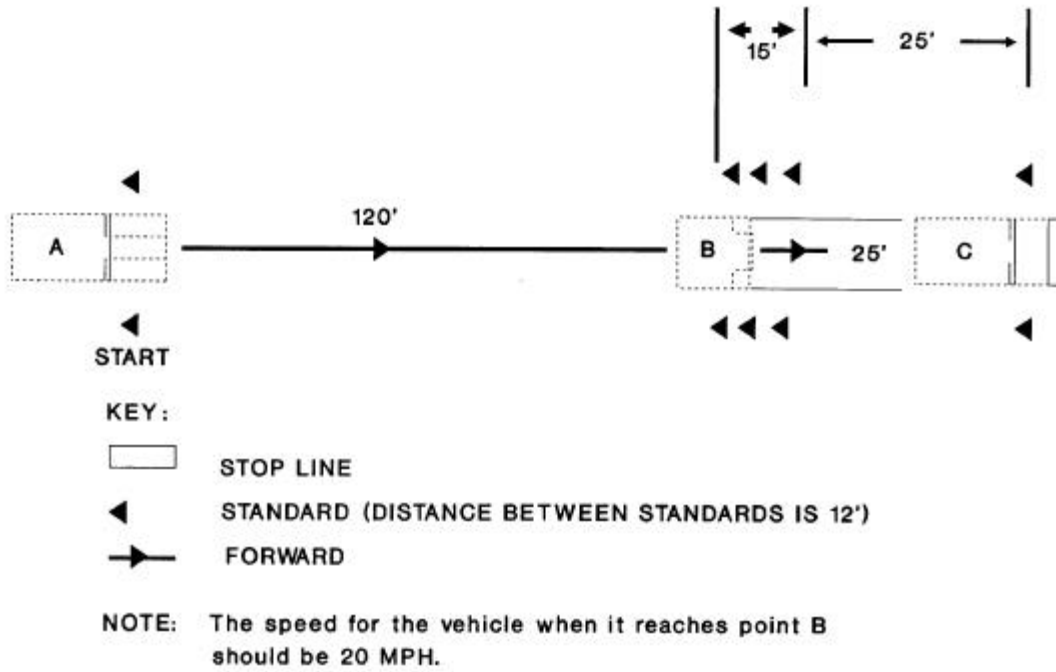 15'
25'
120'
A
B
25'
C
START
KEY:
STOP LINE
STANDARD (DISTANCE BETWEEN STANDARDS IS 12')
FORWARD
NOTE: The speed for the vehicle when it reaches point B
should be 20 MPH.